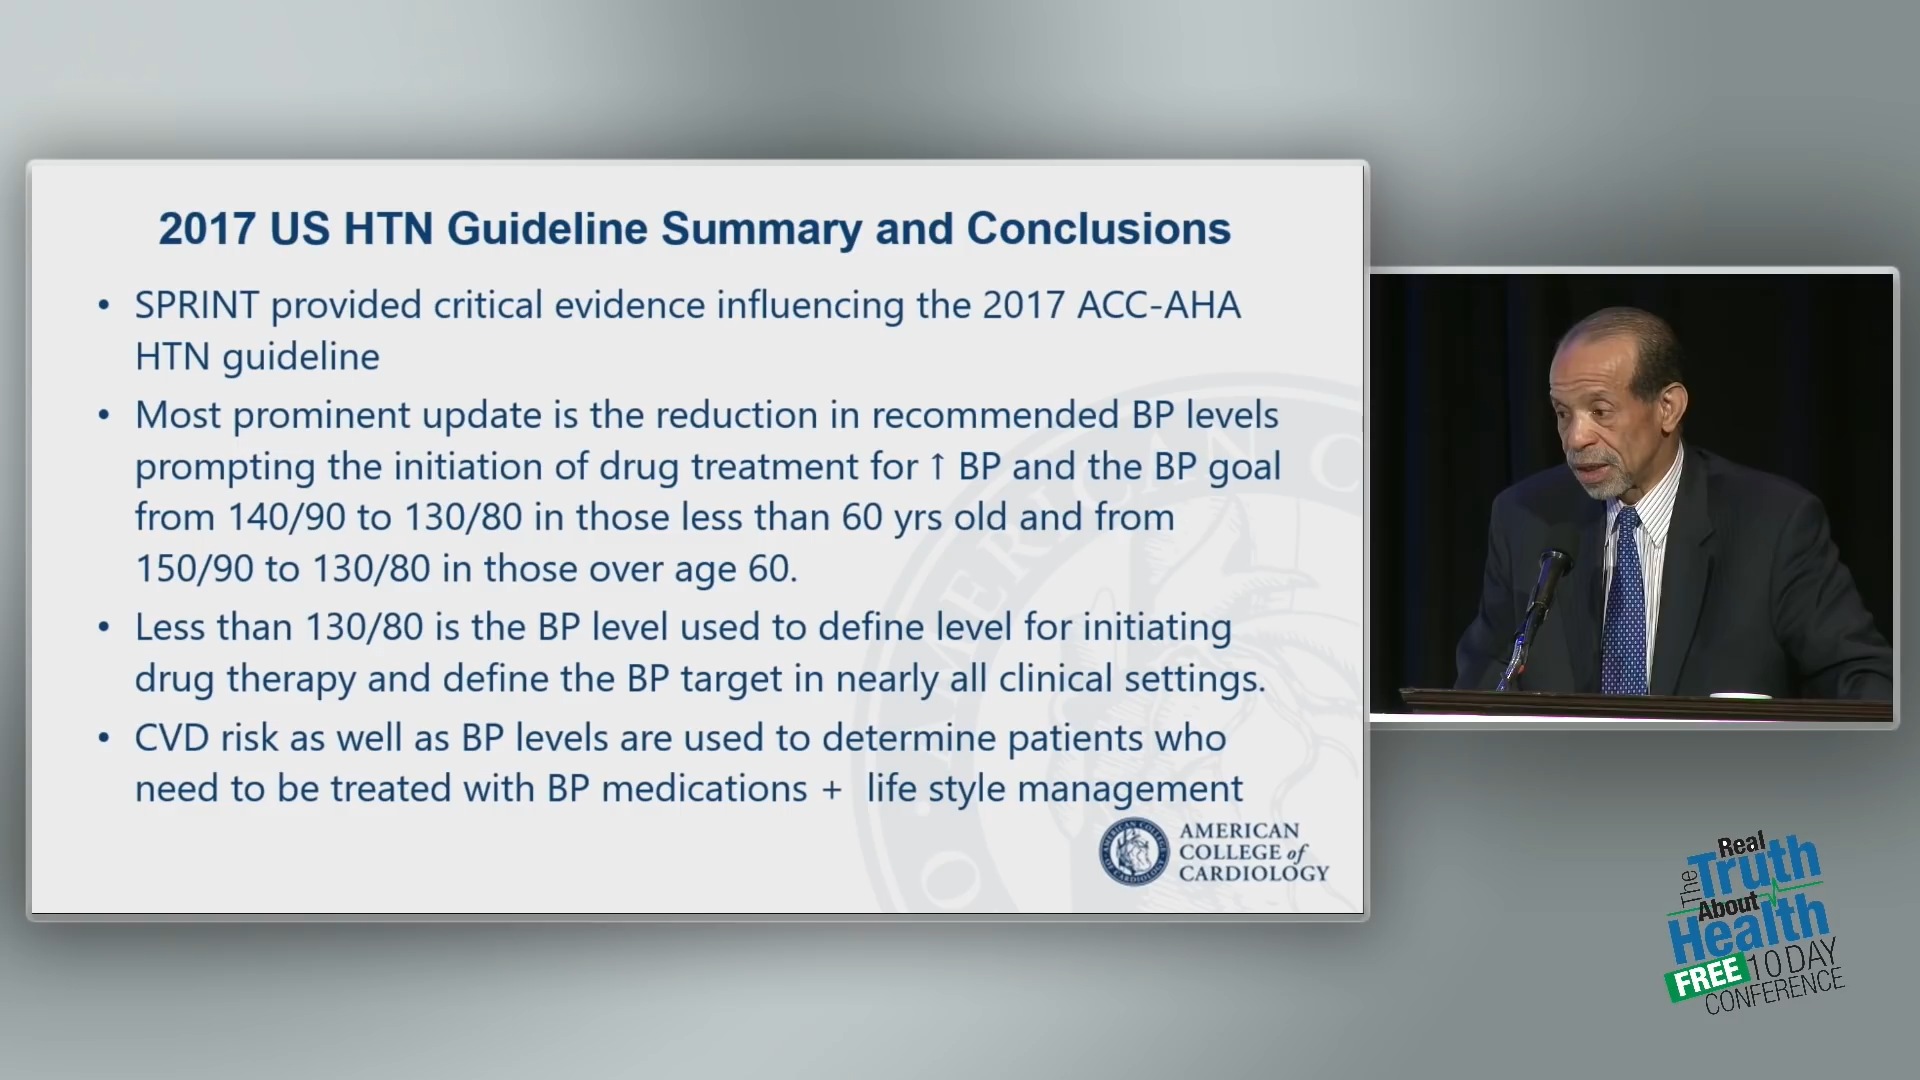 2017 US HTN Guideline Summary and Conclusions
• SPRINT provided critical evidence influencing the 2017 ACC-AHA
HTN guideline
• Most prominent update is the reduction in recommended BP levels
prompting the initiation of drug treatment for ↑ BP and the BP goal
from 140/90 to 130/80 in those less than 60 yrs old and from
150/90 to 130/80 in those over age 60.
• Less than 130/80 is the BP level used to define level for initiating
drug therapy and define the BP target in nearly all clinical settings.
• CVD risk as well as BP levels are used to determine patients who
need to be treated with BP medications + life style management
AMERICAN
COLLEGE of
CARDIOLOGY
The Real
Truth
About
Health
FREE 10 DAY
CONFERENCE